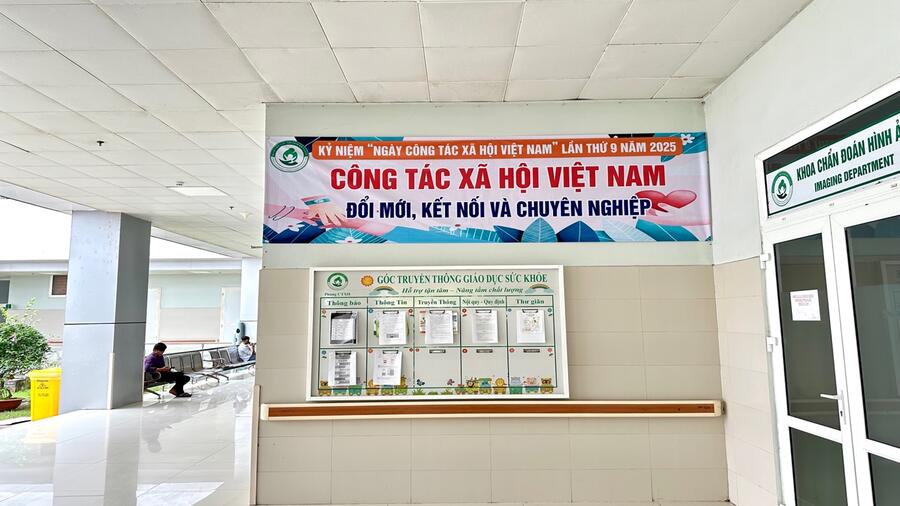 KỶ NIỆM "NGÀY CÔNG TÁC XÃ HỘI VIỆT NAM" LẦN THỨ 9 NĂM 2025
CÔNG TÁC XÃ HỘI VIỆT NAM
ĐỔI MỚI, KẾT NỐI VÀ CHUYÊN NGHIỆP
KHOA CHẨN ĐOÁN HÌNH Ả
IMAGING DEPARTMENT
GÓC TRUYỀN THÔNG GIÁO DỤC SỨC KHỎE
Hỗ trợ tận tâm - Nâng tầm chất lượng
Phòng CTXH
Thông báo
Thông Tin
Truyền Thông
Nội quy - Quy định
Thư giãn